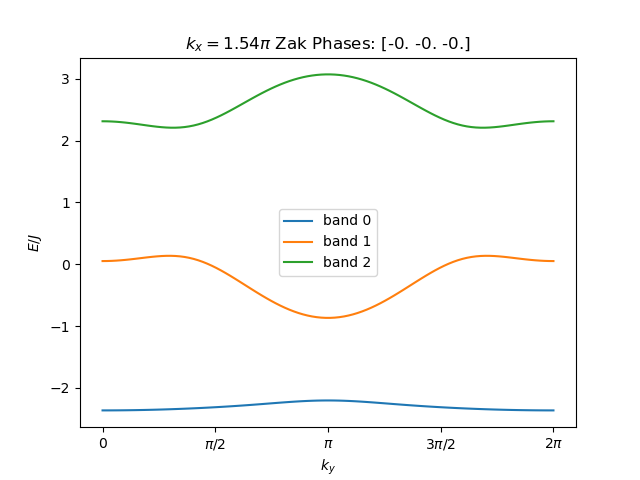 $k_x = 1.54\pi$ Zak Phases: [-0. -0. -0.]
3
2
1
0
−1
−2
E/J
band 0
band 1
band 2
0
π/2
π
3π/2
2π
$k_y$